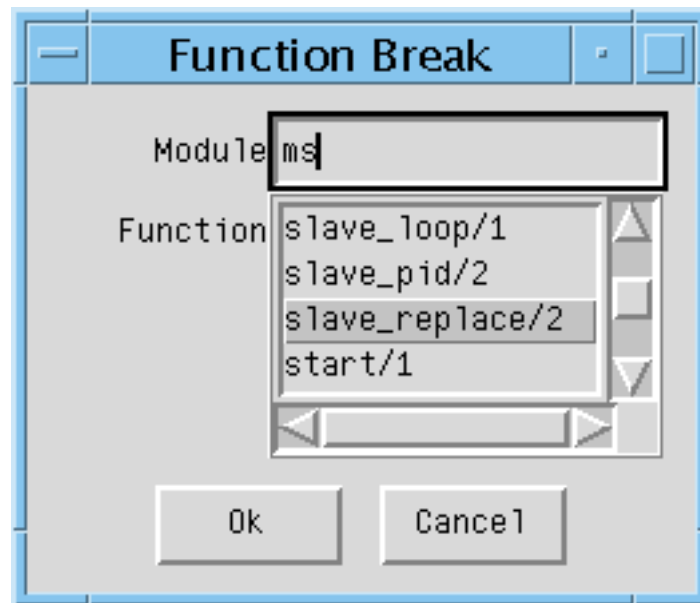 Function Break
Module ms
Function
slave_loop/1
slave_pid/2
slave_replace/2
start/1
Ok Cancel